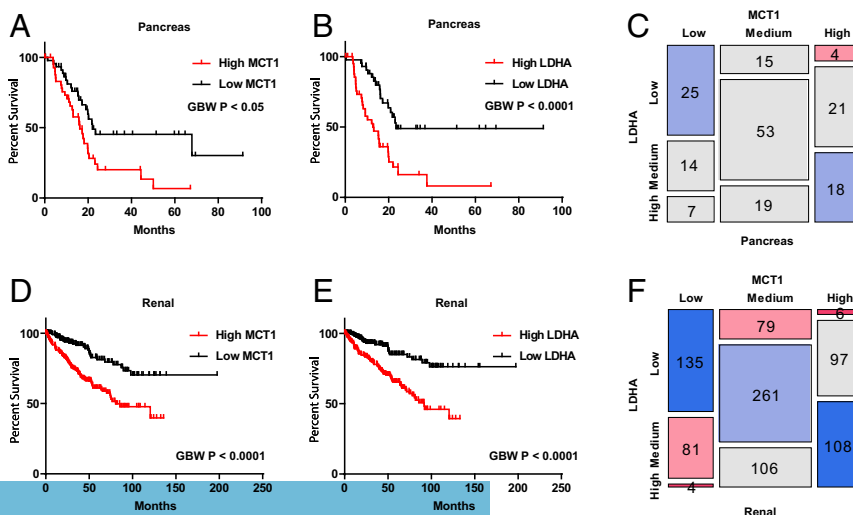 A
Pancreas
Percent Survival
100
50
0
0 20 40 60 80 100
Months
High MCT1
Low MCT1
GBW P < 0.05
B
Pancreas
Percent Survival
100
50
0
0 20 40 60 80 100
Months
High LDHA
Low LDHA
GBW P < 0.0001
C
MCT1
Low Medium High
LDHA
Low
Medium
High
25 15 4
14 53 21
7 19 18
Pancreas
D
Renal
Percent Survival
100
50
0
0 50 100 150 200 250
Months
High MCT1
Low MCT1
GBW P < 0.0001
E
Renal
Percent Survival
100
50
0
0 50 100 150 200 250
Months
High LDHA
Low LDHA
GBW P < 0.0001
F
MCT1
Low Medium High
LDHA
Low
Medium
High
135 79 6
81 261 97
4 106 108
Renal